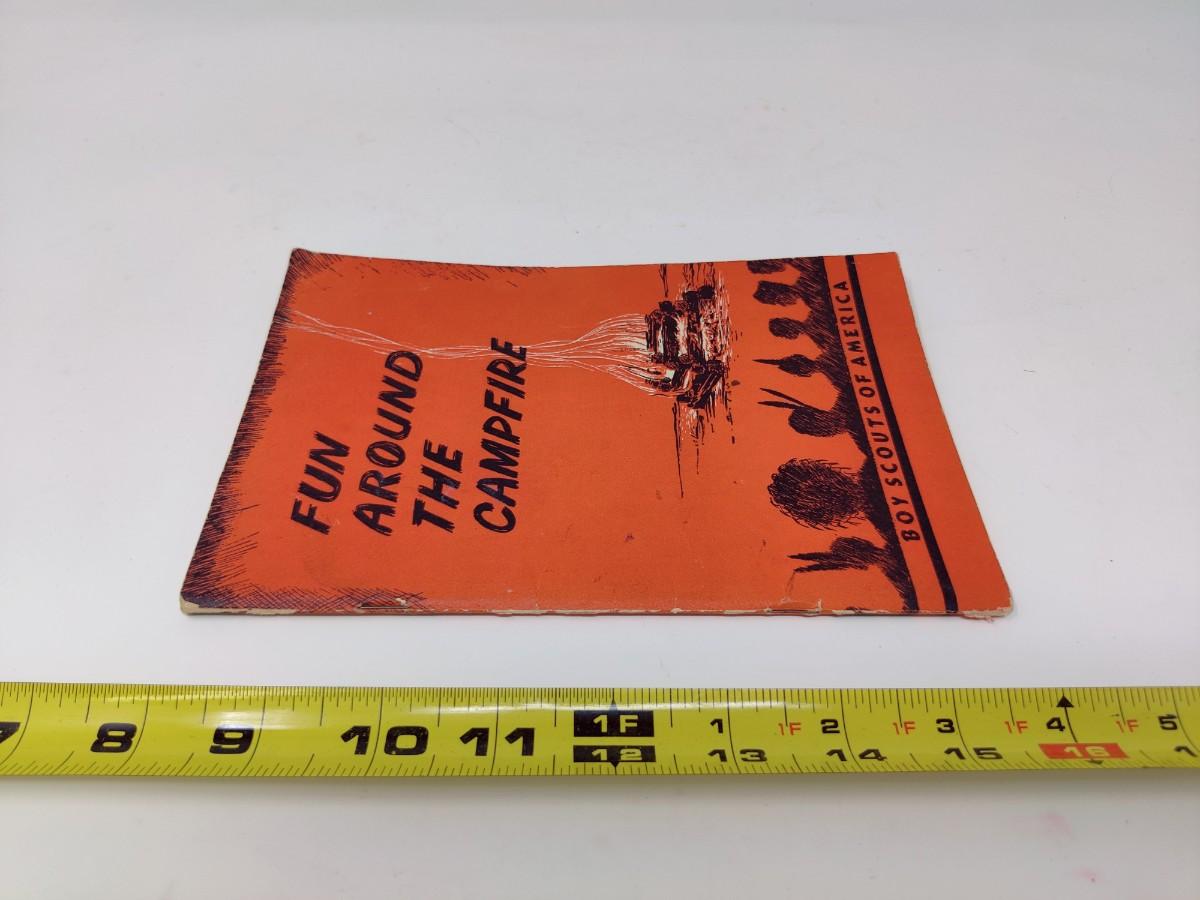 FUN
AROUND
THE
CAMPFIRE
BOY SCOUTS OF AMERICA
7 8 9 10 11 1F 1 1F 2 1F 3 1F 4 1F 5
12 13 14 15 16